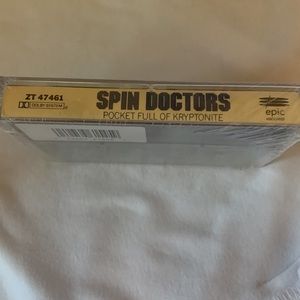 ZT 47461
DOLBY SYSTEM
SPIN DOCTORS
POCKET FULL OF KRYPTONITE
epic